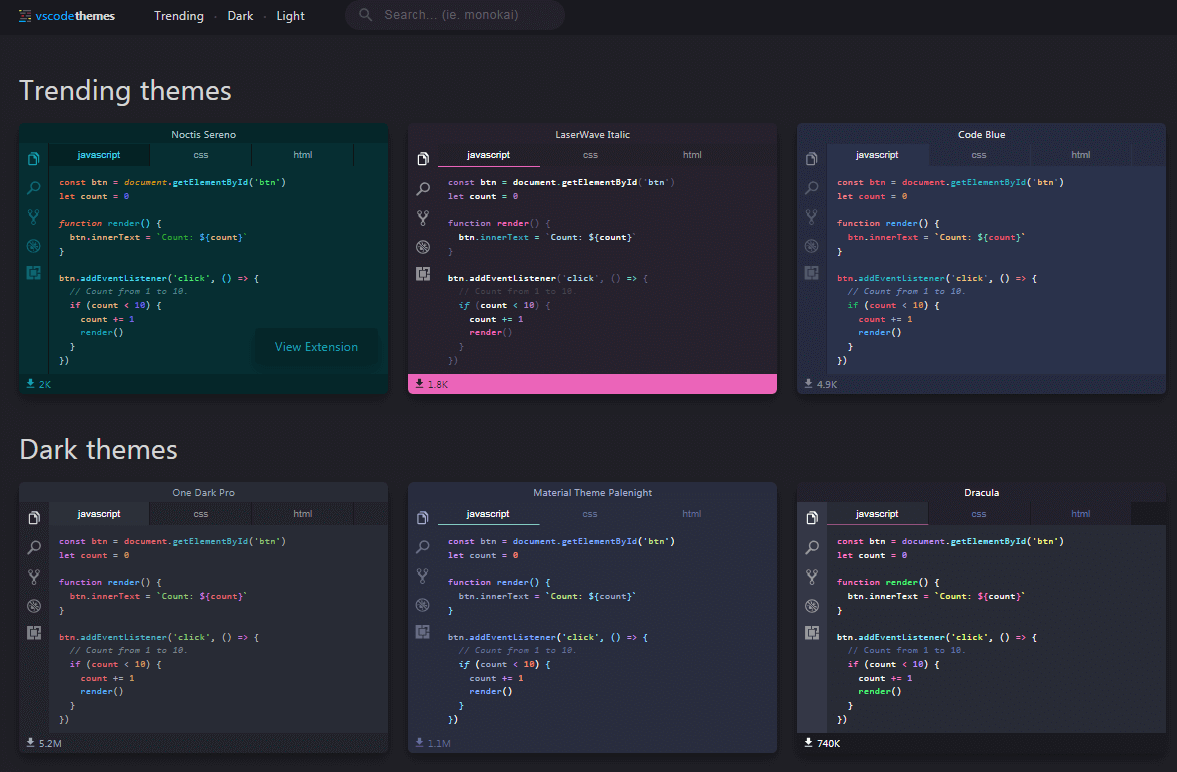 vscodethemes Trending · Dark · Light Search... (ie. monokai)
Trending themes
Noctis Sereno
javascript css html
const btn = document.getElementById('btn')
let count = 0
function render() {
btn.innerText = `Count: ${count}`
}
btn.addEventListener('click', () => {
// Count from 1 to 10.
if (count < 10) {
count += 1
render()
}
})
View Extension
2K
LaserWave Italic
javascript css html
const btn = document.getElementById('btn')
let count = 0
function render() {
btn.innerText = `Count: ${count}`
}
btn.addEventListener('click', () => {
// Count from 1 to 10.
if (count < 10) {
count += 1
render()
}
})
1.8K
Code Blue
javascript css html
const btn = document.getElementById('btn')
let count = 0
function render() {
btn.innerText = `Count: ${count}`
}
btn.addEventListener('click', () => {
// Count from 1 to 10.
if (count < 10) {
count += 1
render()
}
})
4.9K
Dark themes
One Dark Pro
javascript css html
const btn = document.getElementById('btn')
let count = 0
function render() {
btn.innerText = `Count: ${count}`
}
btn.addEventListener('click', () => {
// Count from 1 to 10.
if (count < 10) {
count += 1
render()
}
})
5.2M
Material Theme Palenight
javascript css html
const btn = document.getElementById('btn')
let count = 0
function render() {
btn.innerText = `Count: ${count}`
}
btn.addEventListener('click', () => {
// Count from 1 to 10.
if (count < 10) {
count += 1
render()
}
})
1.1M
Dracula
javascript css html
const btn = document.getElementById('btn')
let count = 0
function render() {
btn.innerText = `Count: ${count}`
}
btn.addEventListener('click', () => {
// Count from 1 to 10.
if (count < 10) {
count += 1
render()
}
})
740K